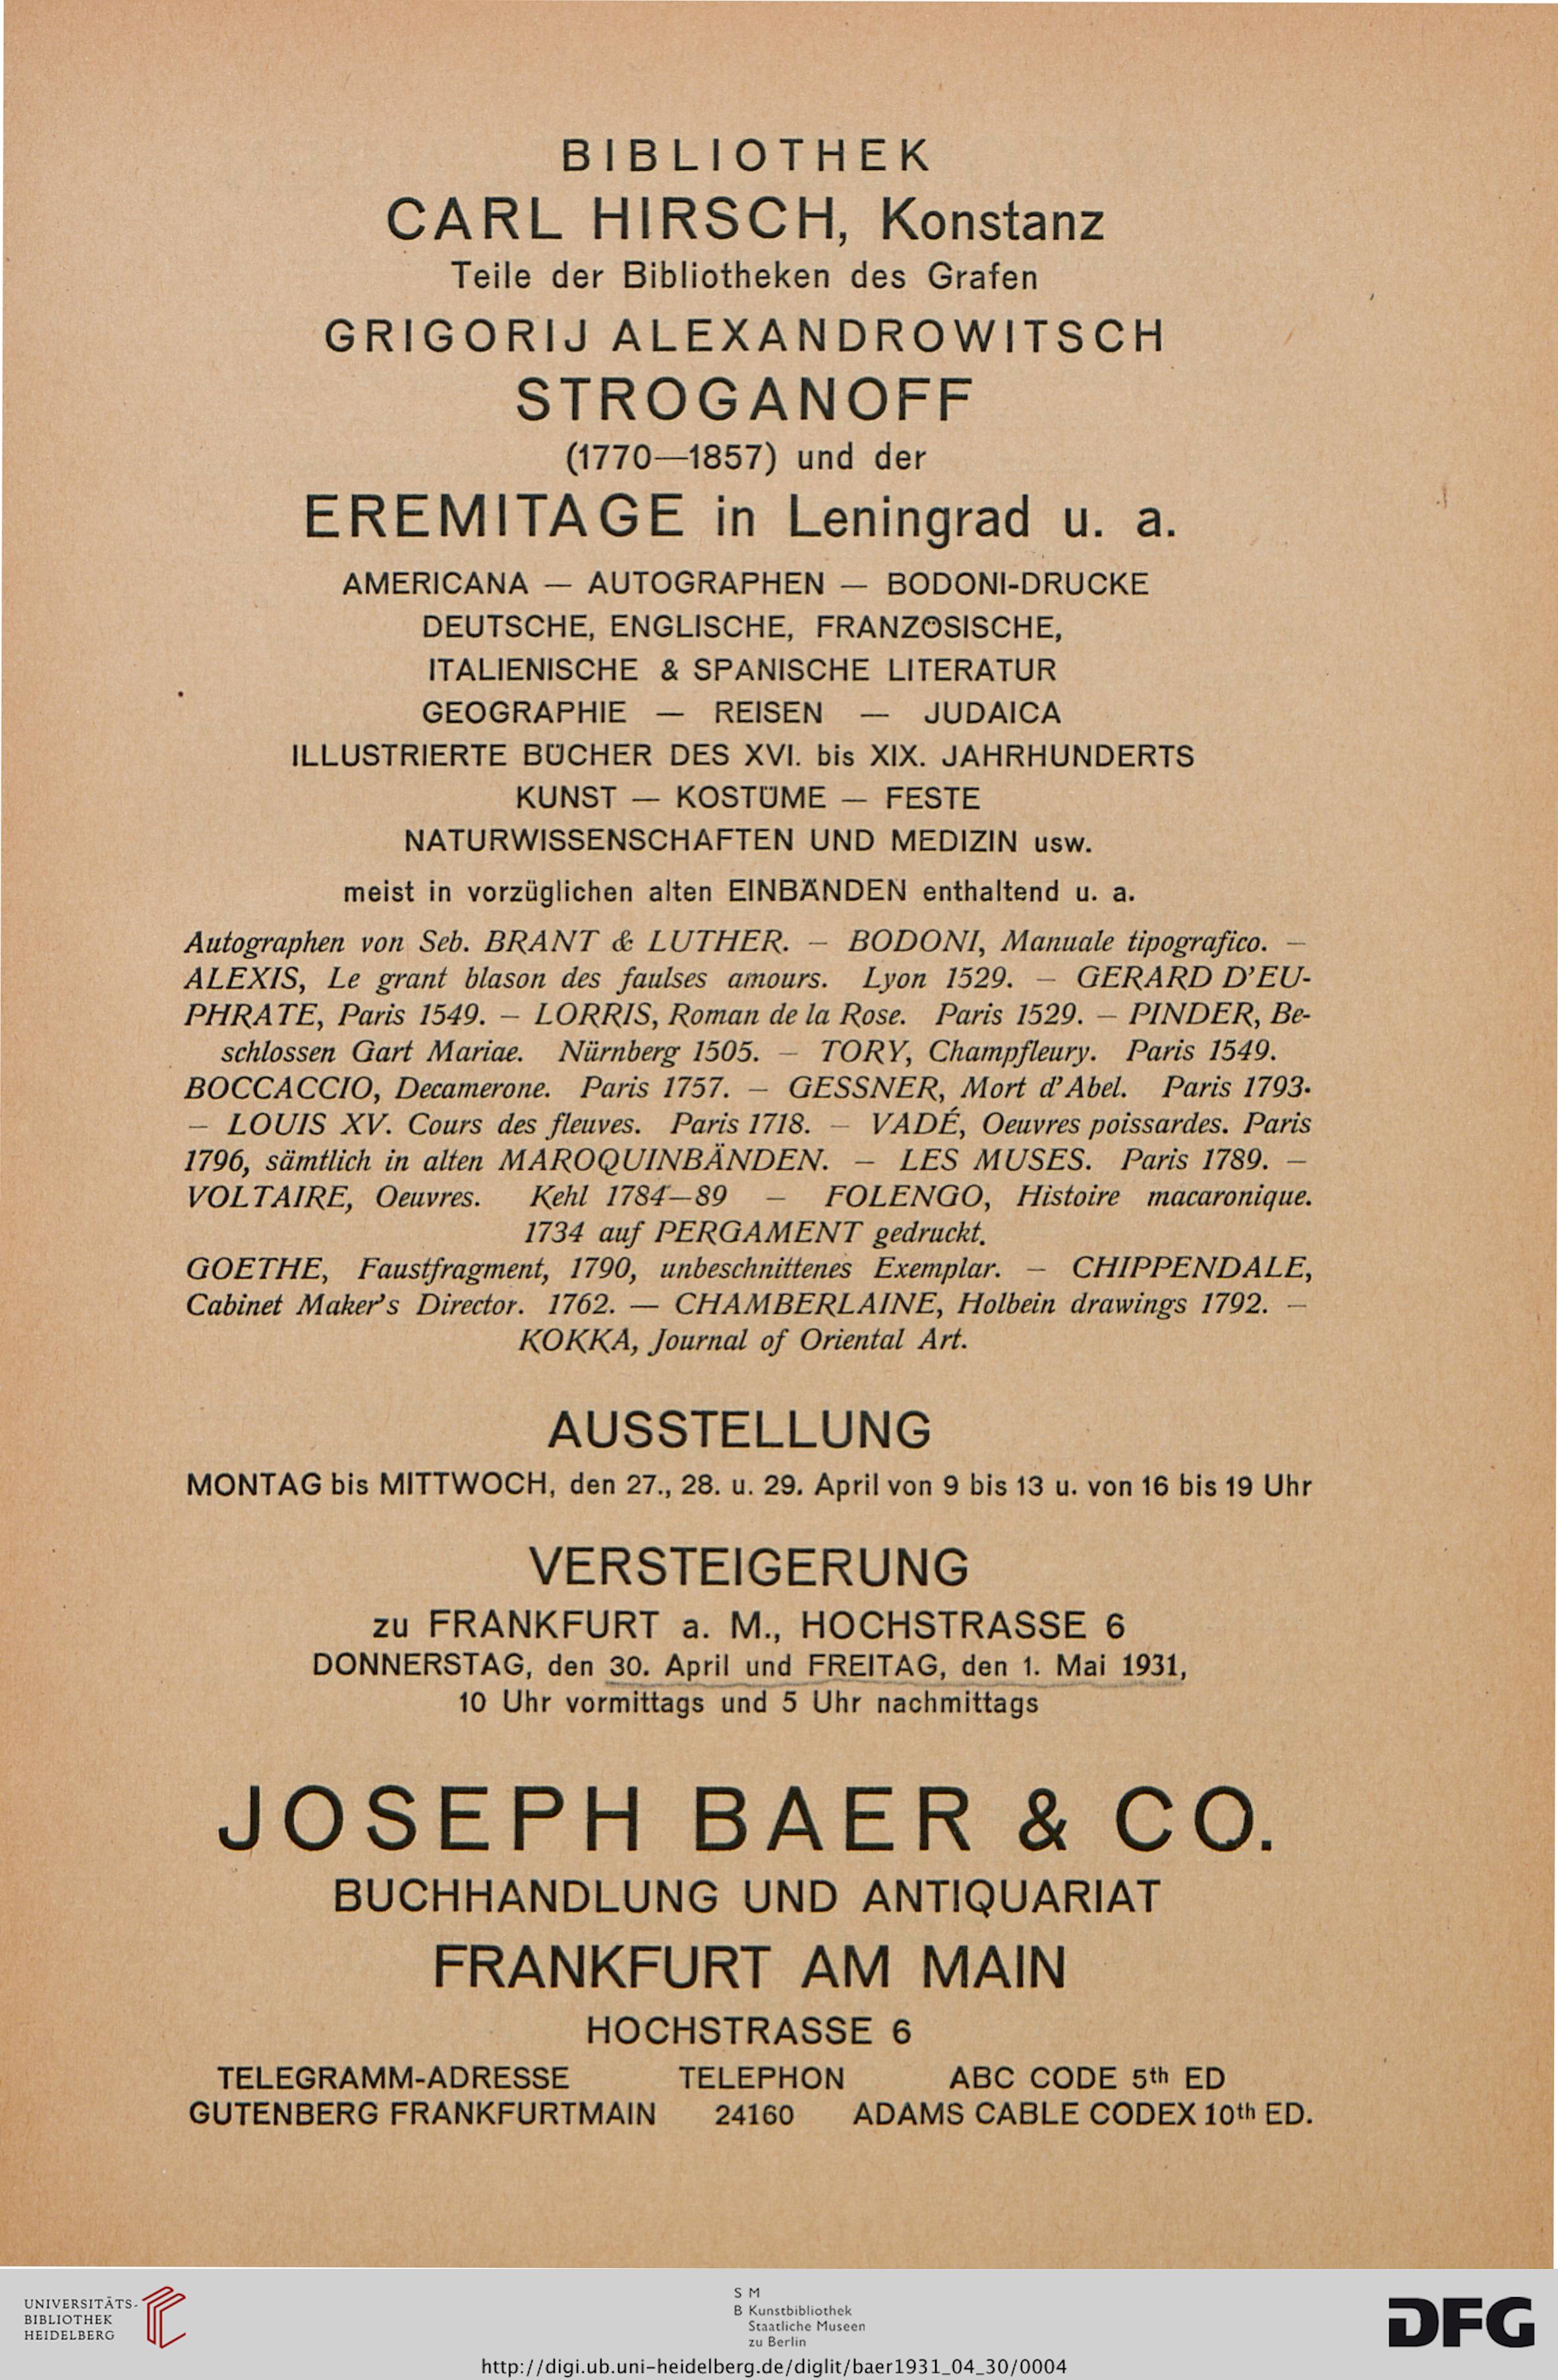 BIBLIOTHEK
CARL HIRSCH, Konstanz
Teile der Bibliotheken des Grafen
GRIGORIJ ALEXANDROWITSCH
STROGANOFF
(1770—1857) und der
EREMITAGE in Leningrad u. a.
AMERICANA — AUTOGRAPHEN — BODONI-DRUCKE
DEUTSCHE, ENGLISCHE, FRANZÖSISCHE,
ITALIENISCHE & SPANISCHE LITERATUR
GEOGRAPHIE — REISEN — JUDAICA
ILLUSTRIERTE BÜCHER DES XVI. bis XIX. JAHRHUNDERTS
KUNST — KOSTÜME — FESTE
NATURWISSENSCHAFTEN UND MEDIZIN usw.
meist in vorzüglichen alten EINBÄNDEN enthaltend u. a.
Autographen von Seb. BRANT & LUTHER. — BODONI, Manuale tipografico. —
ALEXIS, Le grant blason des faulses amours. Lyon 1529. — GERARD D'EU-
PHRATE, Paris 1549. — LORRIS, Roman de la Rose. Paris 1529. — PINDER, Be-
schlossen Gart Mariae. Nürnberg 1505. — TORY, Champfleury. Paris 1549.
BOCCACCIO, Decamerone. Paris 1757. — GESSNER, Mort d'Abel. Paris 1793.
— LOUIS XV. Cours des fleuves. Paris 1718. — VADÉ, Oeuvres poissardes. Paris
1796, sämtlich in alten MAROQUINBÄNDEN. — LES MUSES. Paris 1789. —
VOLTAIRE, Oeuvres. Kehl 1784—89 — FOLENGO, Histoire macaronique.
1734 auf PERGAMENT gedruckt.
GOETHE, Faustfragment, 1790, unbeschnittenes Exemplar. — CHIPPENDALE,
Cabinet Maker's Director. 1762. — CHAMBERLAINE, Holbein drawings 1792. —
KOKKA, Journal of Oriental Art.
AUSSTELLUNG
MONTAG bis MITTWOCH, den 27., 28. u. 29. April von 9 bis 13 u. von 16 bis 19 Uhr
VERSTEIGERUNG
zu FRANKFURT a. M., HOCHSTRASSE 6
DONNERSTAG, den 30. April und FREITAG, den 1. Mai 1931,
10 Uhr vormittags und 5 Uhr nachmittags
JOSEPH BAER & CO.
BUCHHANDLUNG UND ANTIQUARIAT
FRANKFURT AM MAIN
HOCHSTRASSE 6
TELEGRAMM-ADRESSE TELEPHON ABC CODE 5th ED
GUTENBERG FRANKFURTMAIN 24160 ADAMS CABLE CODEX 10th ED.
UNIVERSITÄTS-
BIBLIOTHEK
HEIDELBERG
S M
B Kunstbibliothek
Staatliche Museen
zu Berlin
DFG
http://digi.ub.uni-heidelberg.de/diglit/baer1931_04_30/0004